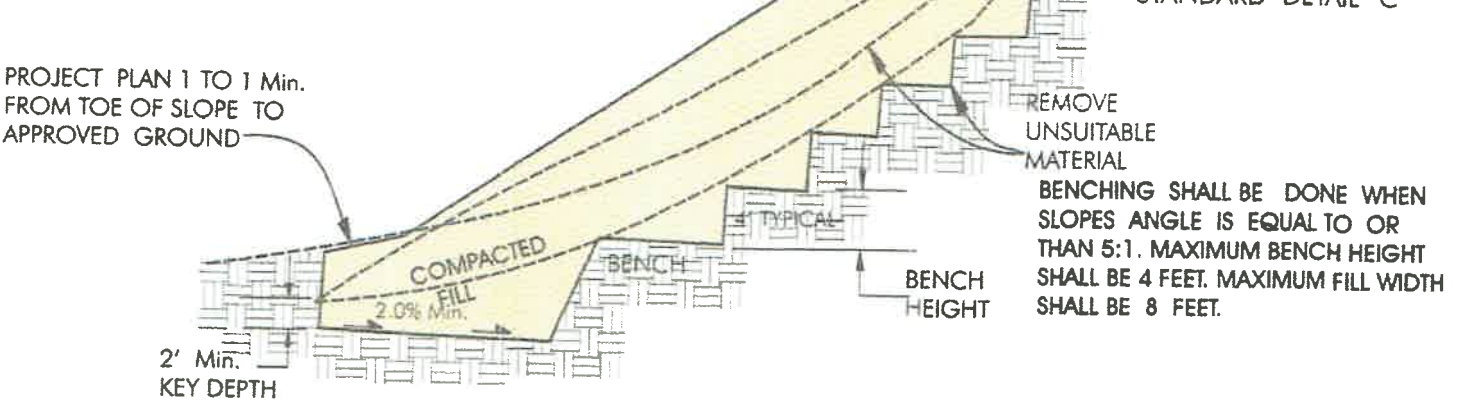 STANDARD DETAIL "C"
PROJECT PLAN 1 TO 1 Min.
FROM TOE OF SLOPE TO
APPROVED GROUND
REMOVE
UNSUITABLE
MATERIAL
BENCHING SHALL BE DONE WHEN
SLOPES ANGLE IS EQUAL TO OR
THAN 5:1. MAXIMUM BENCH HEIGHT
SHALL BE 4 FEET. MAXIMUM FILL WIDTH
SHALL BE 8 FEET.
4' TYPICAL
COMPACTED
FILL
BENCH
2.0% Min.
BENCH
HEIGHT
2' Min.
KEY DEPTH